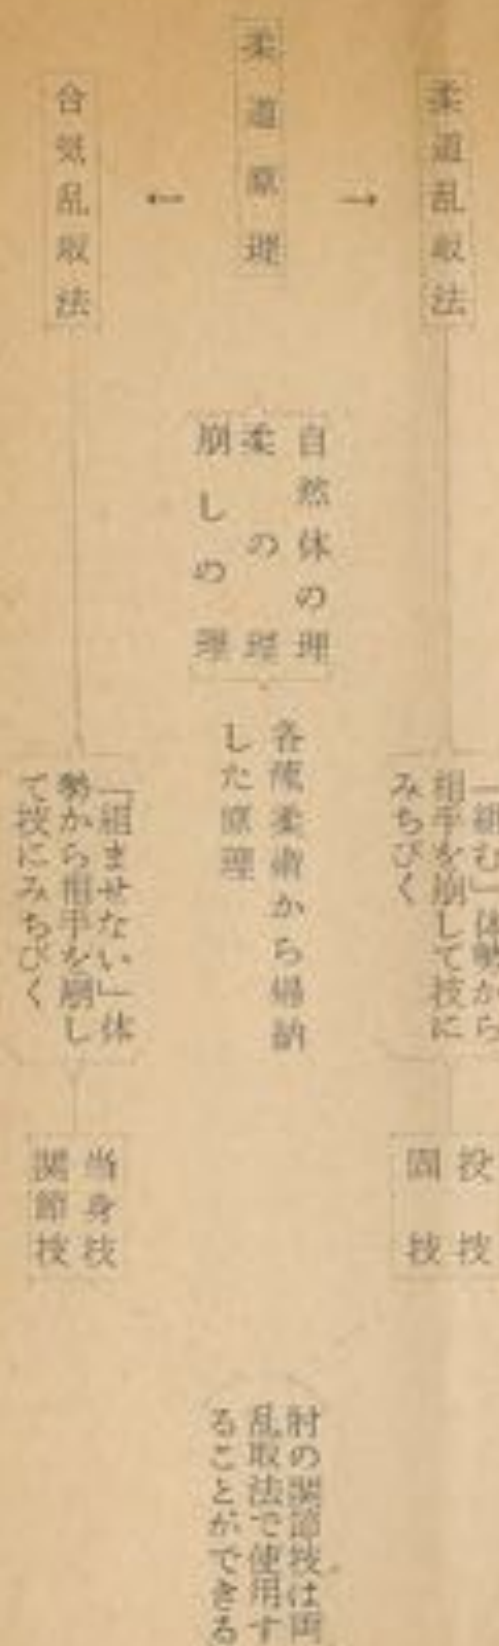 柔道乱取法
柔道原理
合気乱取法
→
←
自然体の理
柔の理
崩しの理
各流柔術から帰納
した原理
「組む」体勢から
相手を崩して技に
みちびく
「組ませない」体
勢から相手を崩し
て技にみちびく
投技
固技
当身技
関節技
肘の関節技は両
乱取法で使用す
ることができる